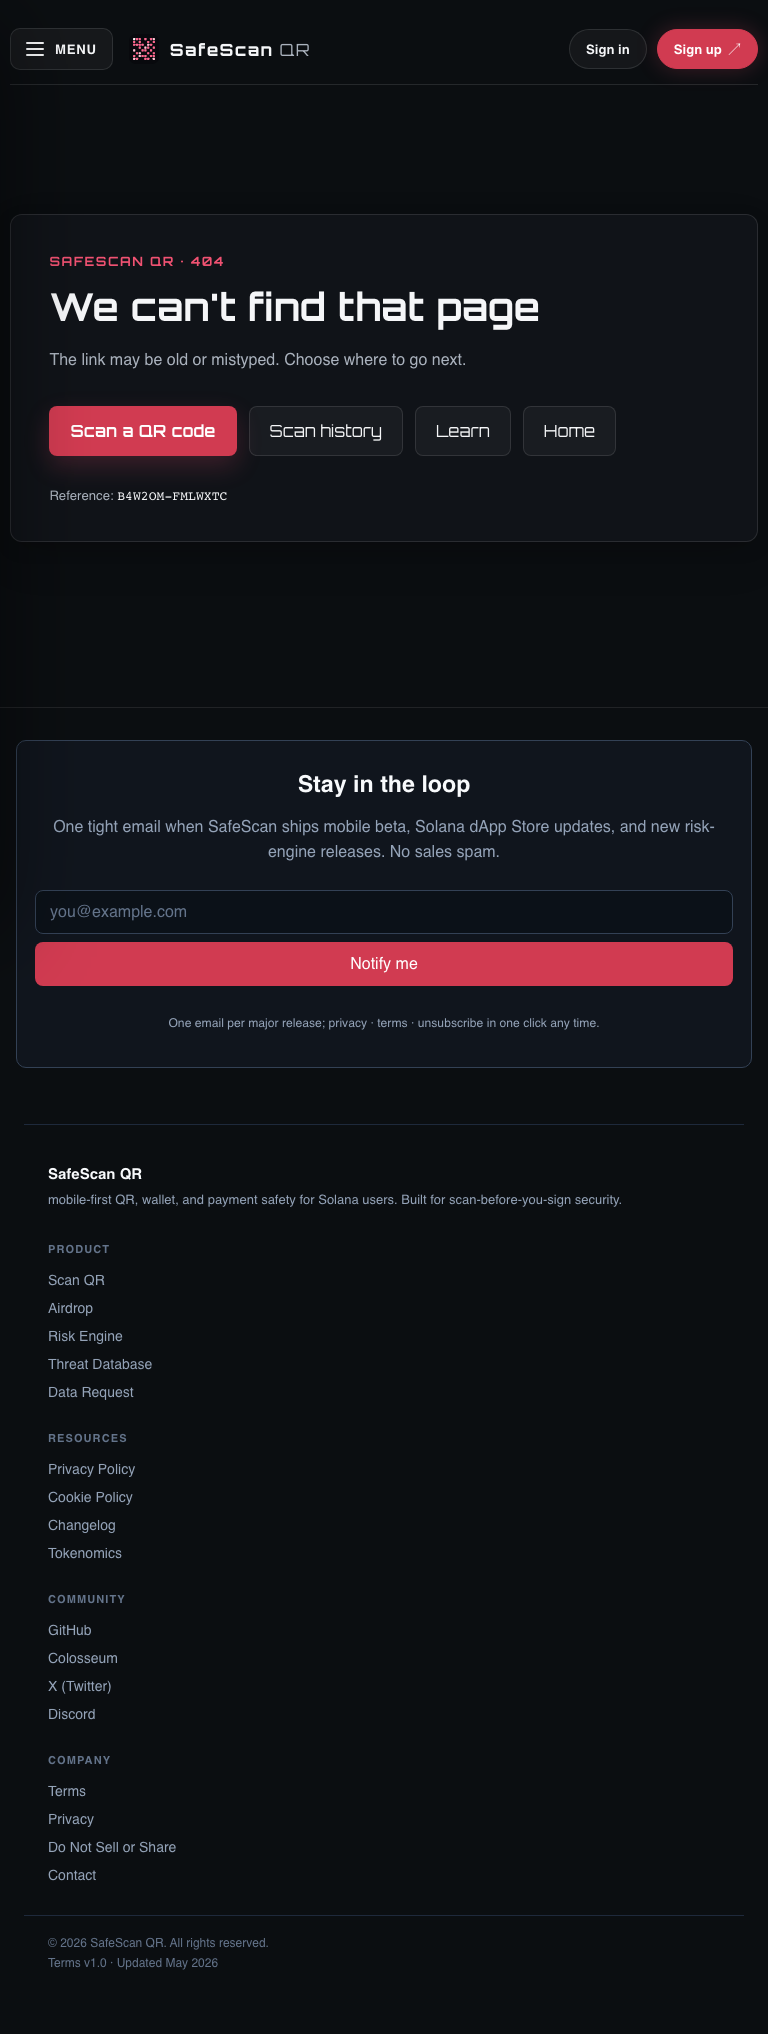 MENU
SafeScan QR
Sign in
Sign up ↗
SAFESCAN QR · 404
We can't find that page
The link may be old or mistyped. Choose where to go next.
Scan a QR code
Scan history
Learn
Home
Reference: B4W2OM-FMLWXTC
Stay in the loop
One tight email when SafeScan ships mobile beta, Solana dApp Store updates, and new risk-
engine releases. No sales spam.
you@example.com
Notify me
One email per major release; privacy · terms · unsubscribe in one click any time.
SafeScan QR
mobile-first QR, wallet, and payment safety for Solana users. Built for scan-before-you-sign security.
PRODUCT
Scan QR
Airdrop
Risk Engine
Threat Database
Data Request
RESOURCES
Privacy Policy
Cookie Policy
Changelog
Tokenomics
COMMUNITY
GitHub
Colosseum
X (Twitter)
Discord
COMPANY
Terms
Privacy
Do Not Sell or Share
Contact
© 2026 SafeScan QR. All rights reserved.
Terms v1.0 · Updated May 2026